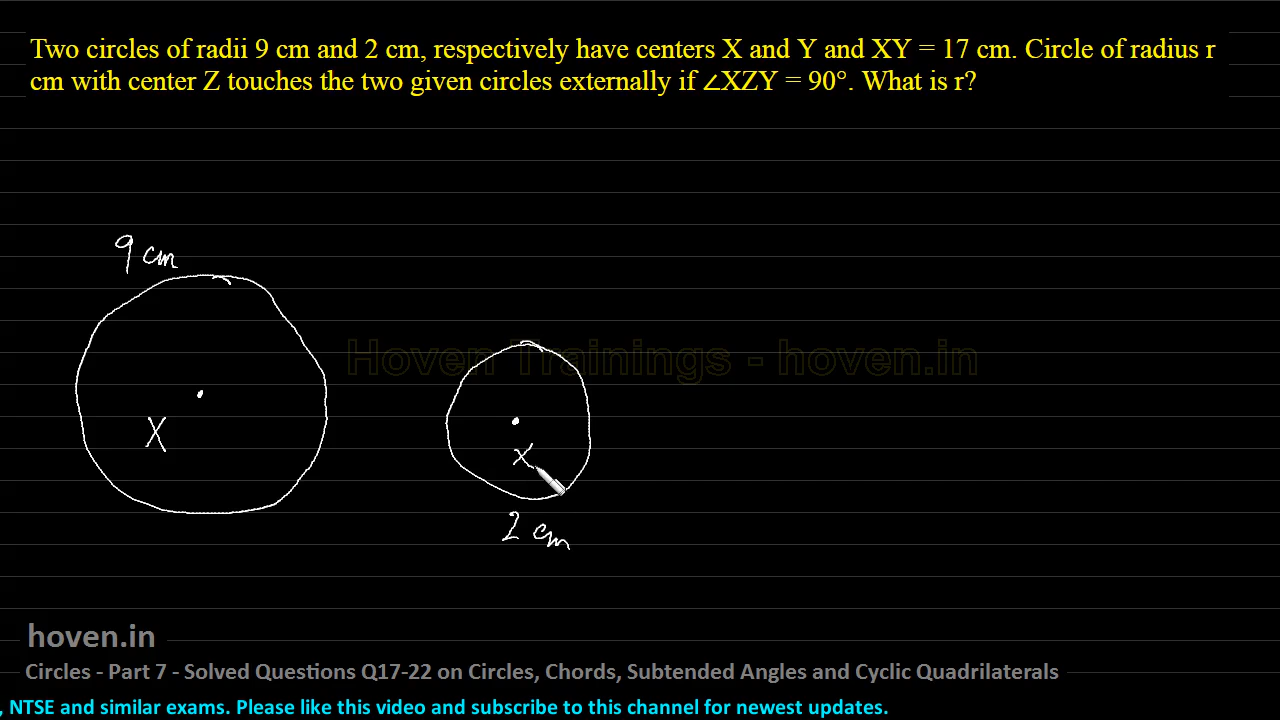 Two circles of radii 9 cm and 2 cm, respectively have centers X and Y and XY = 17 cm. Circle of radius r
cm with center Z touches the two given circles externally if ∠XZY = 90°. What is r?
9 cm
Hoven Trainings - hoven.in
X
X
2 cm
hoven.in
Circles - Part 7 - Solved Questions Q17-22 on Circles, Chords, Subtended Angles and Cyclic Quadrilaterals
, NTSE and similar exams. Please like this video and subscribe to this channel for newest updates.